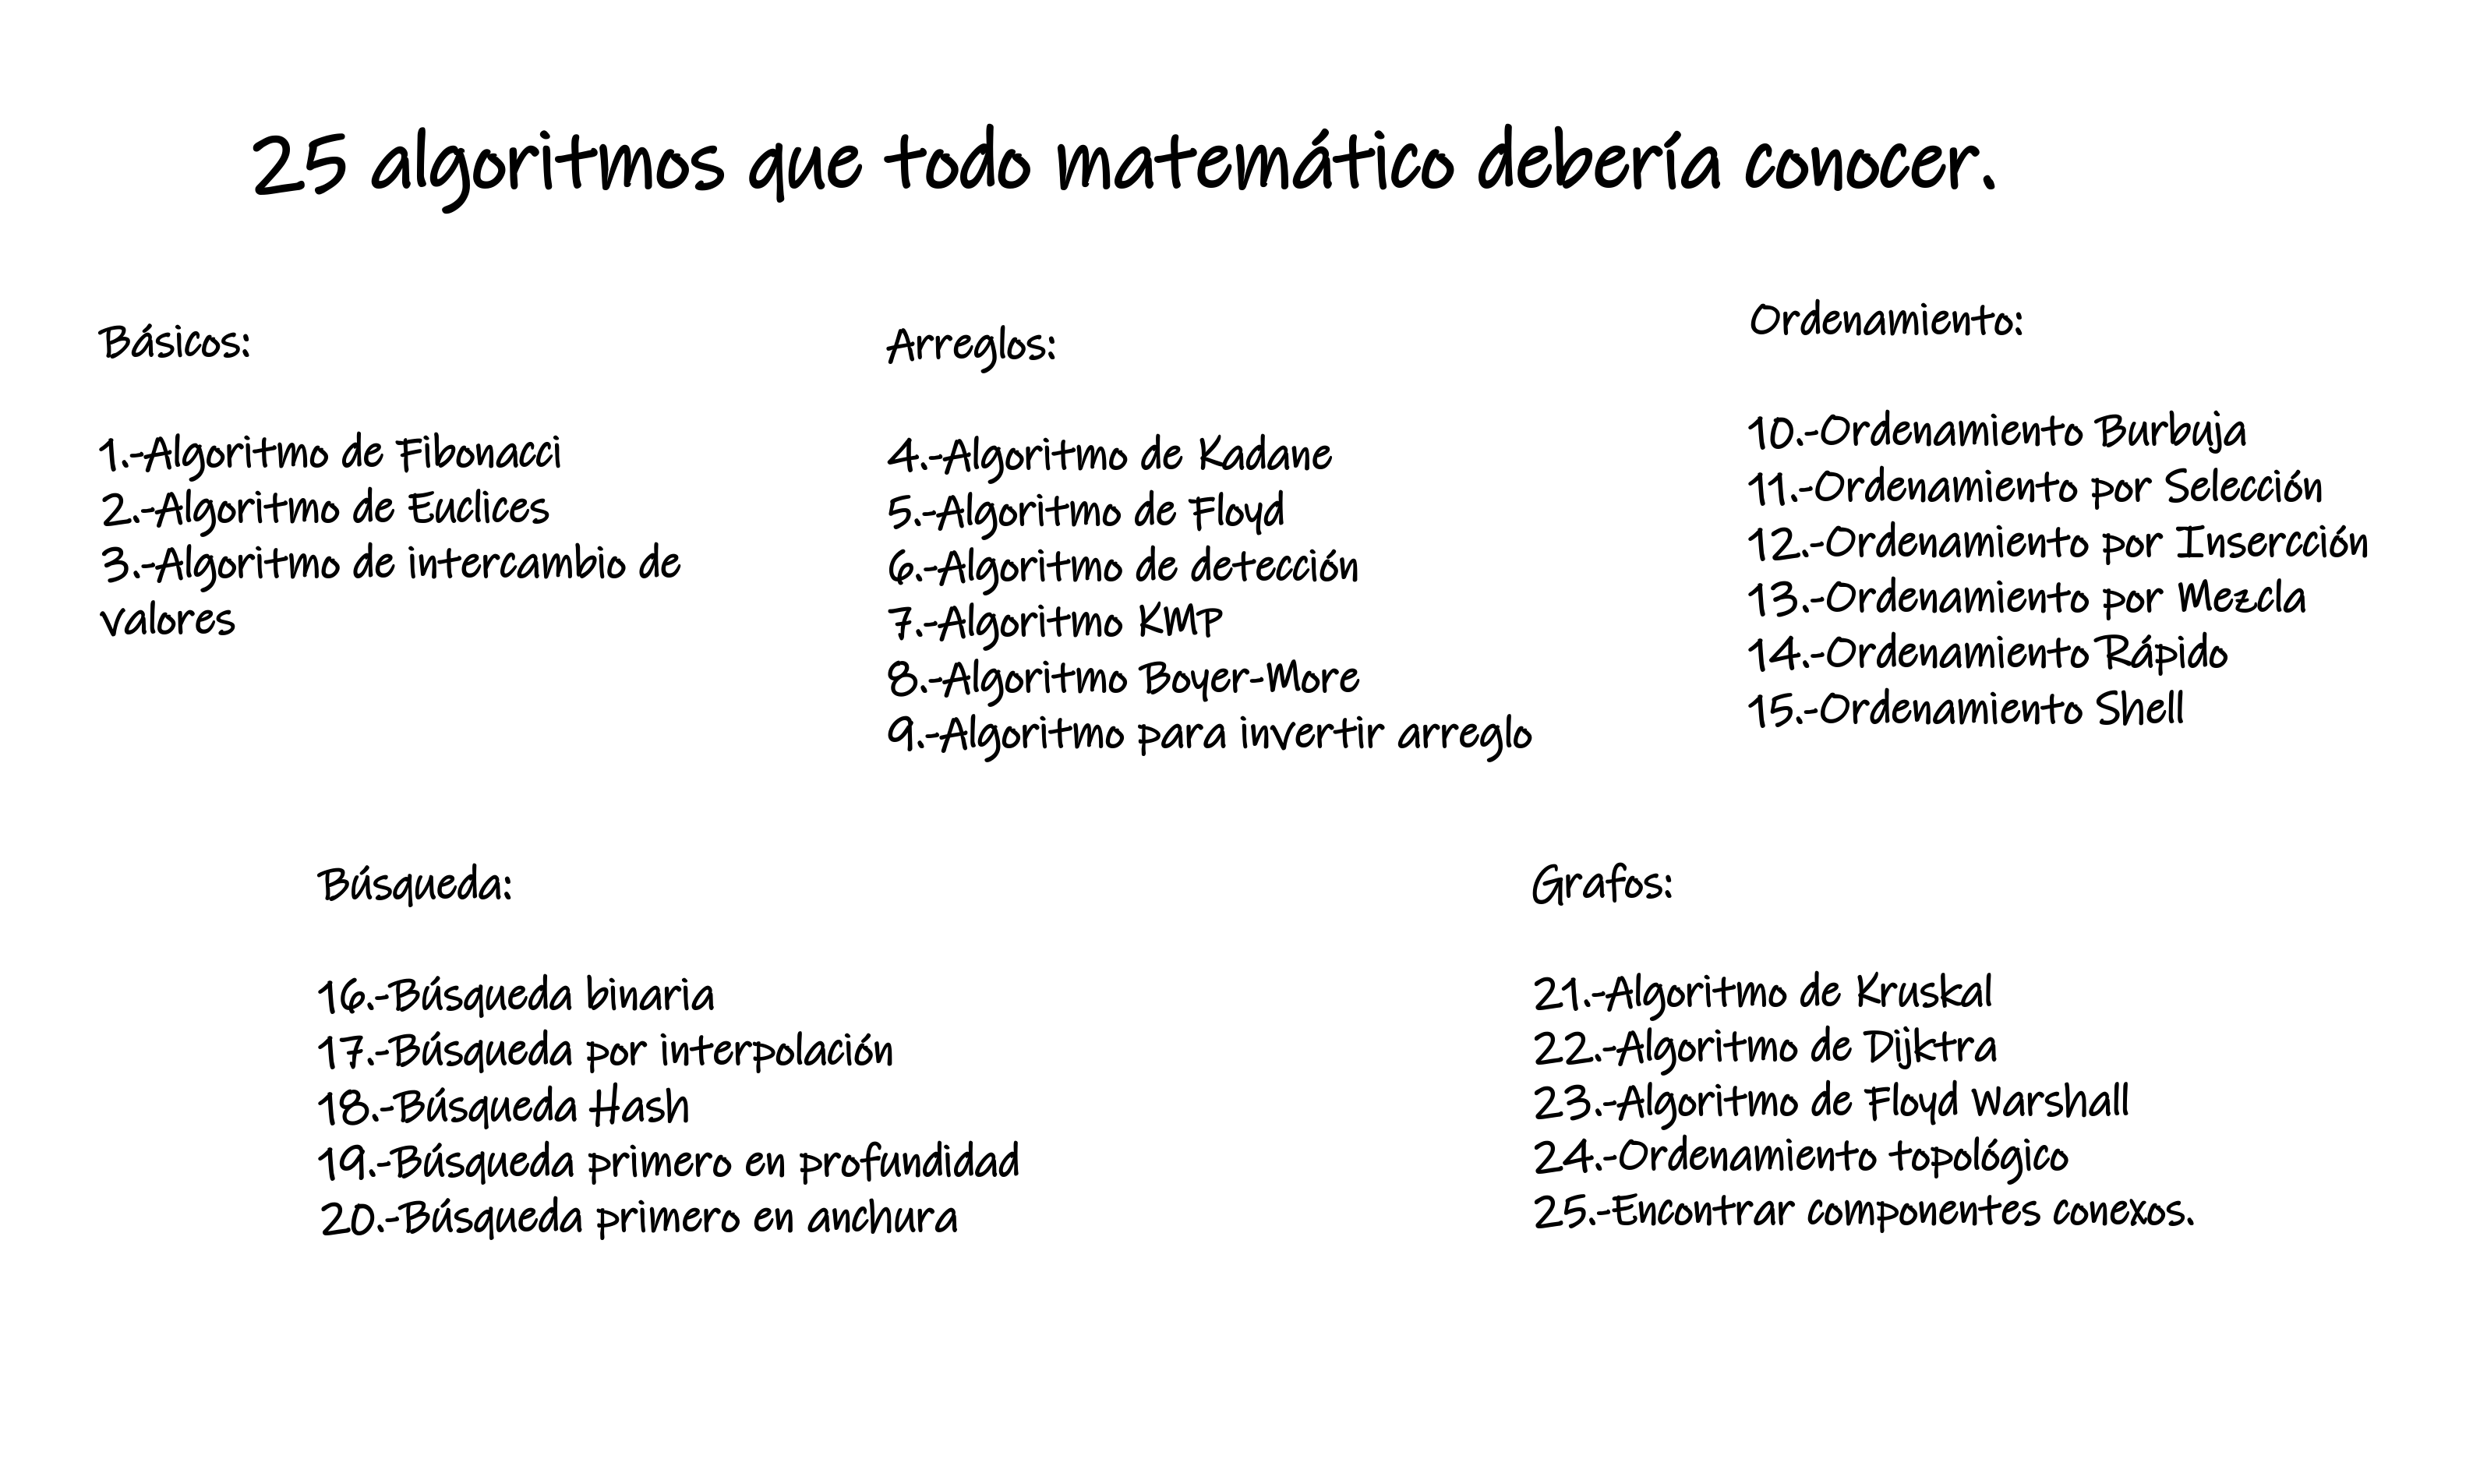 25 algoritmos que todo matemático debería conocer.
Básicos:
1.-Algoritmo de Fibonacci
2.-Algoritmo de Euclices
3.-Algoritmo de intercambio de
valores
Arreglos:
4.-Algoritmo de Kadane
5.-Algoritmo de Floyd
6.-Algoritmo de detección
7.-Algoritmo KMP
8.-Algoritmo Boyer-More
9.-Algoritmo para invertir arreglo
Ordenamiento:
10.-Ordenamiento Burbuja
11.-Ordenamiento por Selección
12.-Ordenamiento por Inserción
13.-Ordenamiento por Mezcla
14.-Ordenamiento Rápido
15.-Ordenamiento Shell
Búsqueda:
16.-Búsqueda binaria
17.-Búsqueda por interpolación
18.-Búsqueda Hash
19.-Búsqueda primero en profundidad
20.-Búsqueda primero en anchura
Grafos:
21.-Algoritmo de Kruskal
22.-Algoritmo de Dijktra
23.-Algoritmo de Floyd Warshall
24.-Ordenamiento topológico
25.-Encontrar componentes conexos.